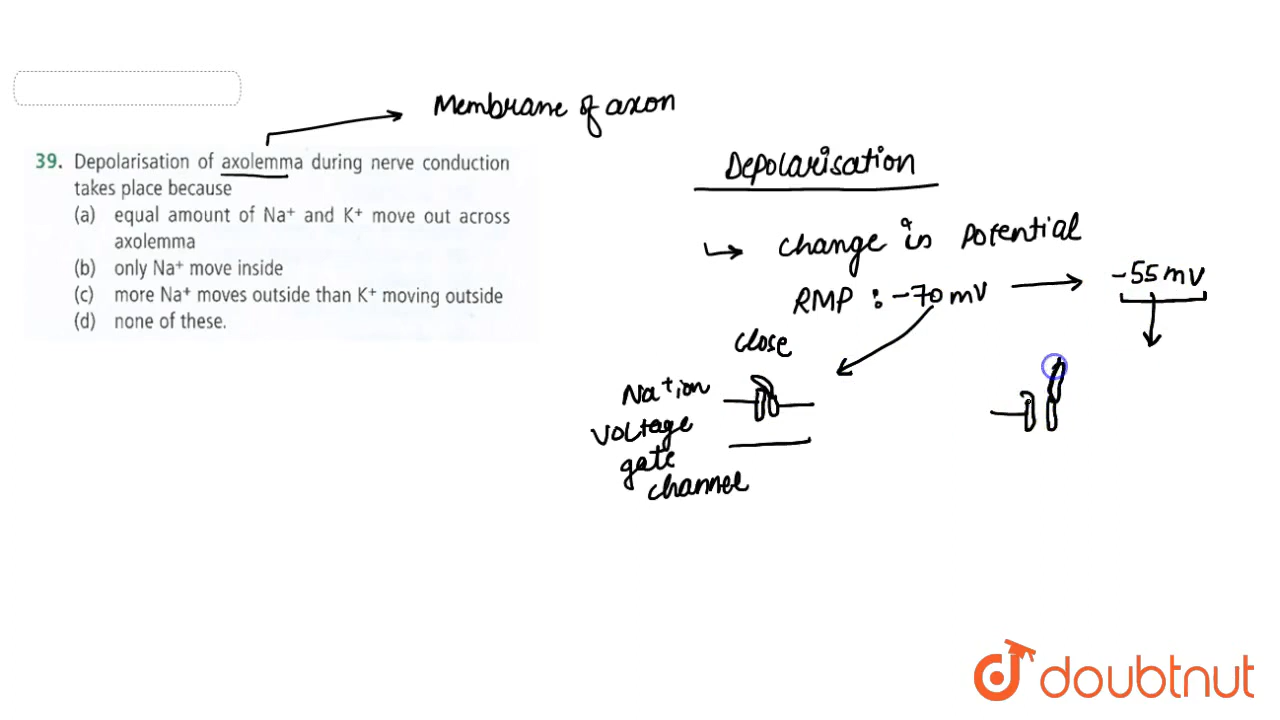 Membrane of axon
39. Depolarisation of axolemma during nerve conduction
takes place because
(a) equal amount of Na⁺ and K⁺ move out across
axolemma
(b) only Na⁺ move inside
(c) more Na⁺ moves outside than K⁺ moving outside
(d) none of these.
Depolarisation
↳ change in potential
RMP : -70 mV → -55 mV
close
Na⁺ ion
voltage
gate
channel
doubtnut